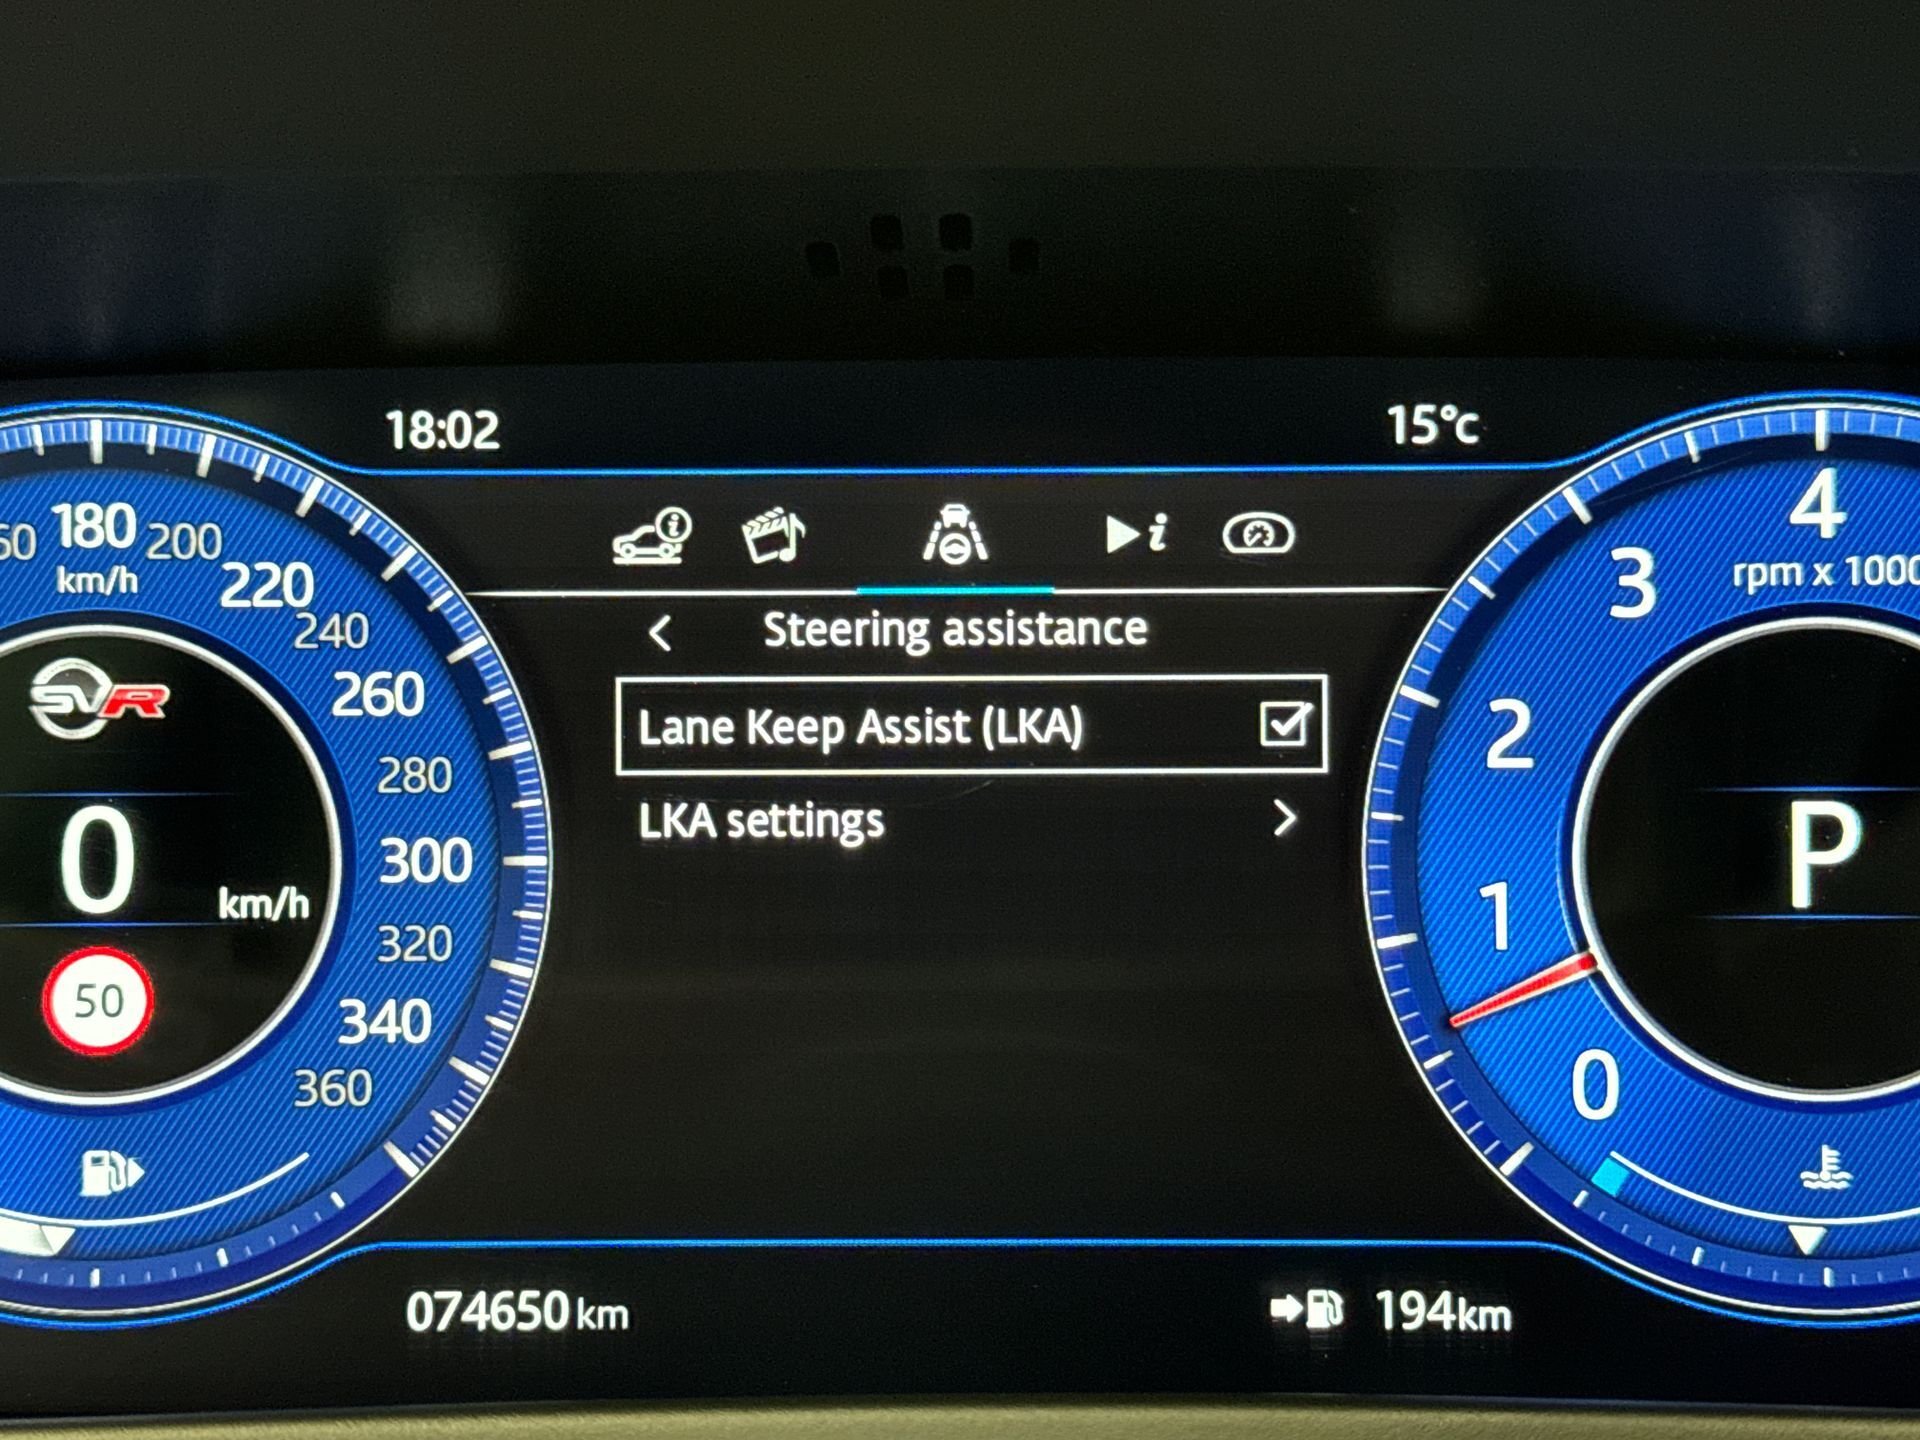 18:02
15°c
60 180 200
km/h
220
240
260
280
300
320
340
360
SVR
0
km/h
50
i
i
Steering assistance
Lane Keep Assist (LKA)
LKA settings
4
rpm x 1000
3
2
1
0
P
074650 km
194km